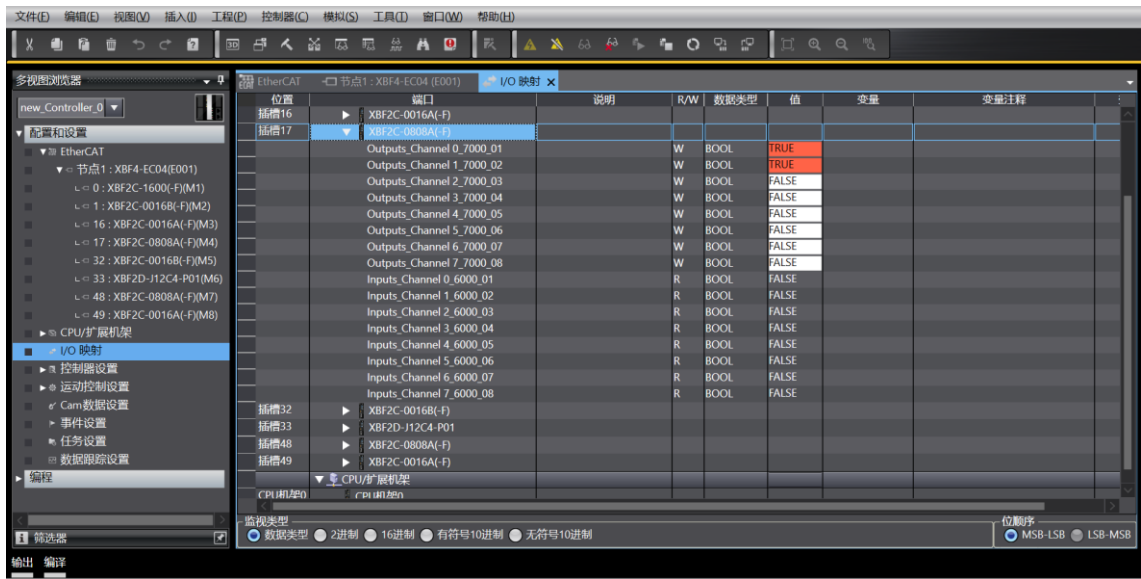 文件(F) 编辑(E) 视图(V) 插入(I) 工程(P) 控制器(C) 模拟(S) 工具(T) 窗口(W) 帮助(H)
多视图浏览器
new_Controller_0
配置和设置
EtherCAT
节点1 : XBF4-EC04(E001)
0 : XBF2C-1600(-F)(M1)
1 : XBF2C-0016B(-F)(M2)
16 : XBF2C-0016A(-F)(M3)
17 : XBF2C-0808A(-F)(M4)
32 : XBF2C-0016B(-F)(M5)
33 : XBF2D-J12C4-P01(M6)
48 : XBF2C-0808A(-F)(M7)
49 : XBF2C-0016A(-F)(M8)
CPU/扩展机架
I/O 映射
控制器设置
运动控制设置
Cam数据设置
事件设置
任务设置
数据跟踪设置
编程
筛选器
EtherCAT 节点1 : XBF4-EC04 (E001) I/O 映射
位置 端口 说明 R/W 数据类型 值 变量 变量注释
插槽16 XBF2C-0016A(-F)
插槽17 XBF2C-0808A(-F)
Outputs_Channel 0_7000_01 W BOOL TRUE
Outputs_Channel 1_7000_02 W BOOL TRUE
Outputs_Channel 2_7000_03 W BOOL FALSE
Outputs_Channel 3_7000_04 W BOOL FALSE
Outputs_Channel 4_7000_05 W BOOL FALSE
Outputs_Channel 5_7000_06 W BOOL FALSE
Outputs_Channel 6_7000_07 W BOOL FALSE
Outputs_Channel 7_7000_08 W BOOL FALSE
Inputs_Channel 0_6000_01 R BOOL FALSE
Inputs_Channel 1_6000_02 R BOOL FALSE
Inputs_Channel 2_6000_03 R BOOL FALSE
Inputs_Channel 3_6000_04 R BOOL FALSE
Inputs_Channel 4_6000_05 R BOOL FALSE
Inputs_Channel 5_6000_06 R BOOL FALSE
Inputs_Channel 6_6000_07 R BOOL FALSE
Inputs_Channel 7_6000_08 R BOOL FALSE
插槽32 XBF2C-0016B(-F)
插槽33 XBF2D-J12C4-P01
插槽48 XBF2C-0808A(-F)
插槽49 XBF2C-0016A(-F)
CPU/扩展机架
CPU机架0 CPU机架0
监视类型
数据类型 2进制 16进制 有符号10进制 无符号10进制
位顺序
MSB-LSB LSB-MSB
输出 编译